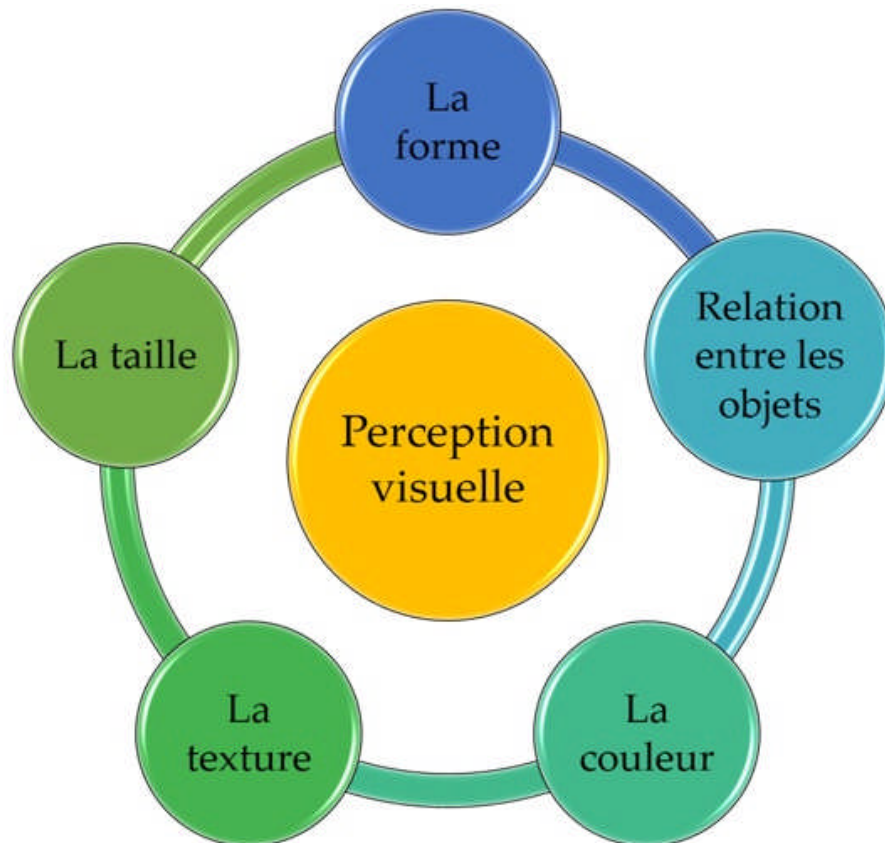 La
forme
Relation
entre les
objets
La taille
Perception
visuelle
La
texture
La
couleur